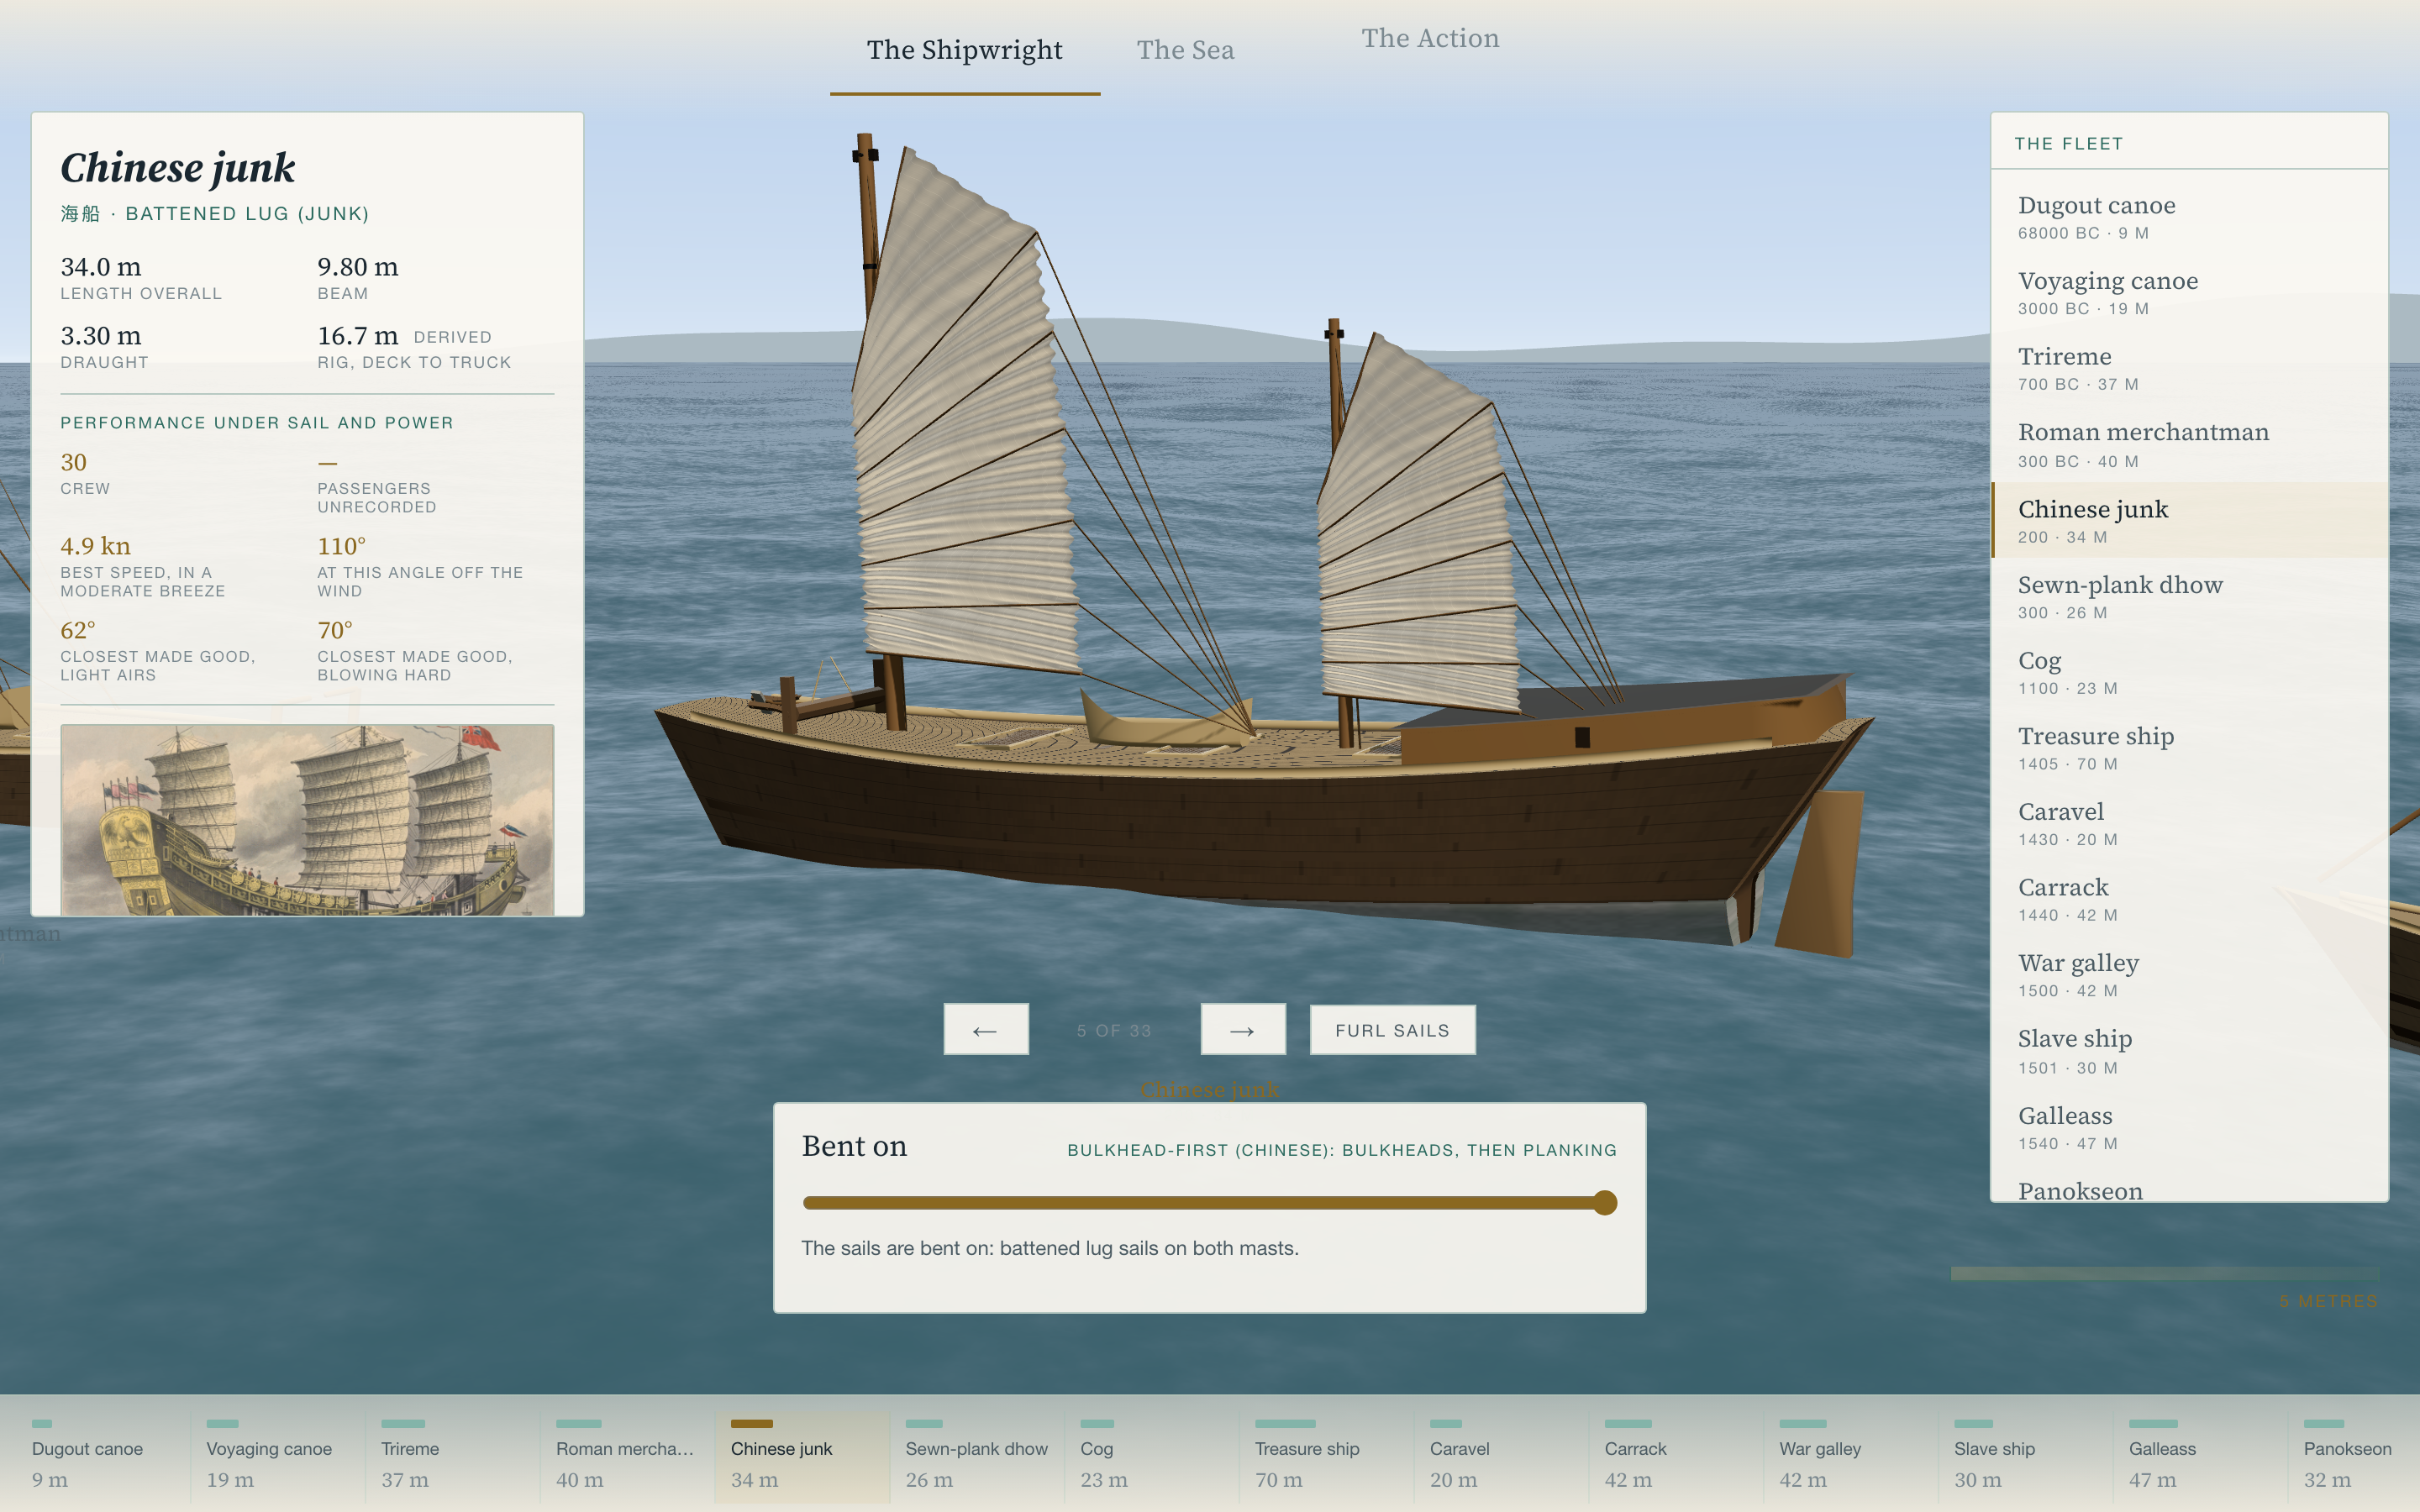 The Shipwright
The Sea
The Action
Chinese junk
海船 · BATTENED LUG (JUNK)
34.0 m
LENGTH OVERALL
9.80 m
BEAM
3.30 m
DRAUGHT
16.7 m DERIVED
RIG, DECK TO TRUCK
PERFORMANCE UNDER SAIL AND POWER
30
CREW
—
PASSENGERS
UNRECORDED
4.9 kn
BEST SPEED, IN A
MODERATE BREEZE
110°
AT THIS ANGLE OFF THE
WIND
62°
CLOSEST MADE GOOD,
LIGHT AIRS
70°
CLOSEST MADE GOOD,
BLOWING HARD
THE FLEET
Dugout canoe
68000 BC · 9 M
Voyaging canoe
3000 BC · 19 M
Trireme
700 BC · 37 M
Roman merchantman
300 BC · 40 M
Chinese junk
200 · 34 M
Sewn-plank dhow
300 · 26 M
Cog
1100 · 23 M
Treasure ship
1405 · 70 M
Caravel
1430 · 20 M
Carrack
1440 · 42 M
War galley
1500 · 42 M
Slave ship
1501 · 30 M
Galleass
1540 · 47 M
Panokseon
ntman
←
5 OF 33
→
FURL SAILS
Chinese junk
Bent on
BULKHEAD-FIRST (CHINESE): BULKHEADS, THEN PLANKING
The sails are bent on: battened lug sails on both masts.
5 METRES
Dugout canoe
9 m
Voyaging canoe
19 m
Trireme
37 m
Roman mercha…
40 m
Chinese junk
34 m
Sewn-plank dhow
26 m
Cog
23 m
Treasure ship
70 m
Caravel
20 m
Carrack
42 m
War galley
42 m
Slave ship
30 m
Galleass
47 m
Panokseon
32 m